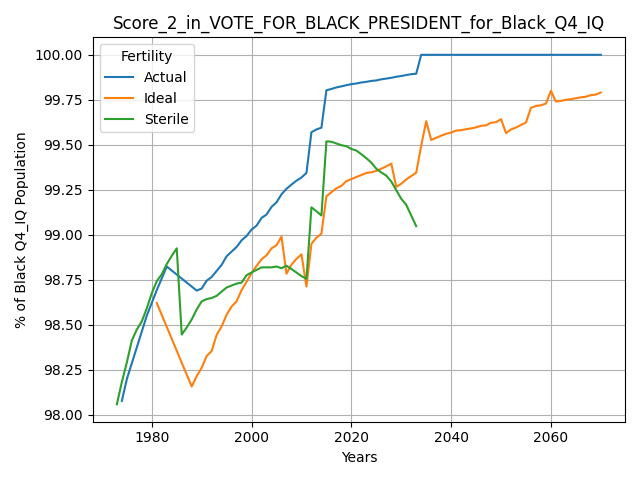 Score_2_in_VOTE_FOR_BLACK_PRESIDENT_for_Black_Q4_IQ
Fertility
Actual
Ideal
Sterile
% of Black Q4_IQ Population
100.00
99.75
99.50
99.25
99.00
98.75
98.50
98.25
98.00
1980
2000
2020
2040
2060
Years